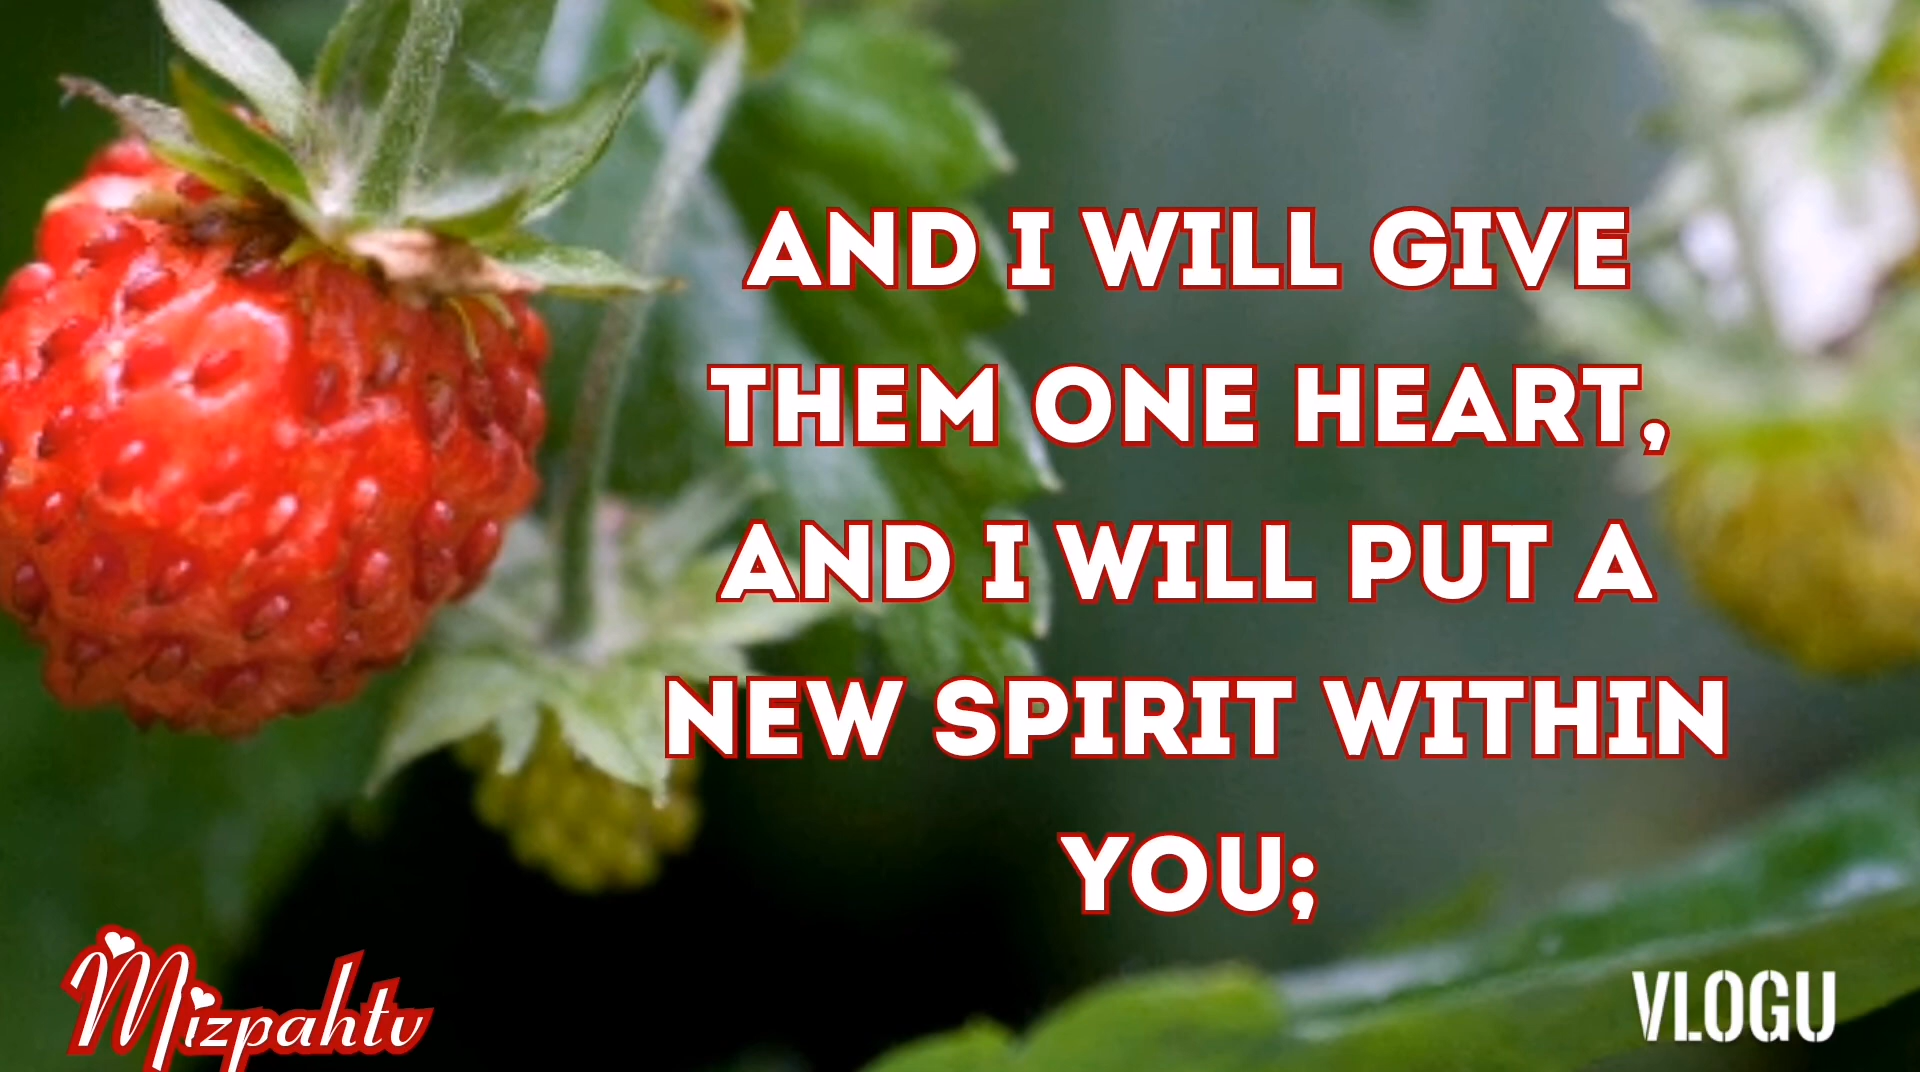 AND I WILL GIVE
THEM ONE HEART,
AND I WILL PUT A
NEW SPIRIT WITHIN
YOU;
Mizpahtv
VLOGU